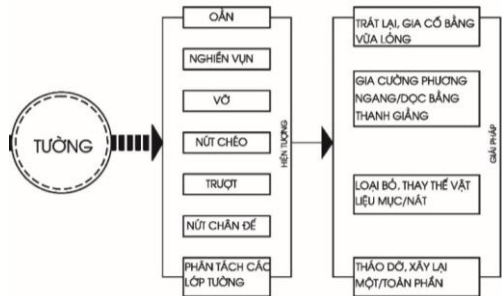 TƯỜNG
OẰN
NGHIỀN VỤN
VỠ
NỨT CHÉO
TRƯỢT
NỨT CHÂN ĐẾ
PHÂN TÁCH CÁC
LỚP TƯỜNG
HIỆN TƯỢNG
TRÁT LẠI, GIA CỐ BẰNG
VỮA LỎNG
GIA CƯỜNG PHƯƠNG
NGANG/DỌC BẰNG
THANH GIẰNG
LOẠI BỎ, THAY THẾ VẬT
LIỆU MỤC/NÁT
THÁO DỠ, XÂY LẠI
MỘT/TOÀN PHẦN
GIẢI PHÁP